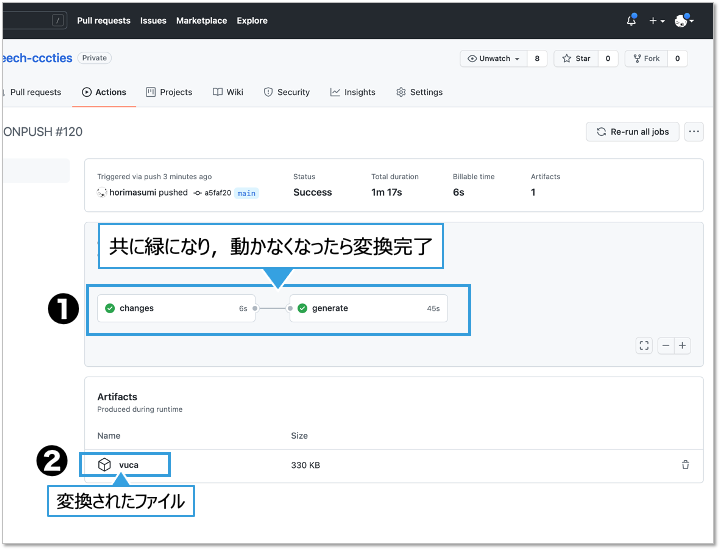 / Pull requests Issues Marketplace Explore
eech-cccties Private Unwatch 8 Star 0 Fork 0
Pull requests Actions Projects Wiki Security Insights Settings
ONPUSH #120 Re-run all jobs
Triggered via push 3 minutes ago Status Total duration Billable time Artifacts
horimasumi pushed a5faf20 main Success 1m 17s 6s 1
共に緑になり，動かなくなったら変換完了
❶ changes 6s generate 45s
Artifacts
Produced during runtime
Name Size
❷ vuca 330 KB
変換されたファイル